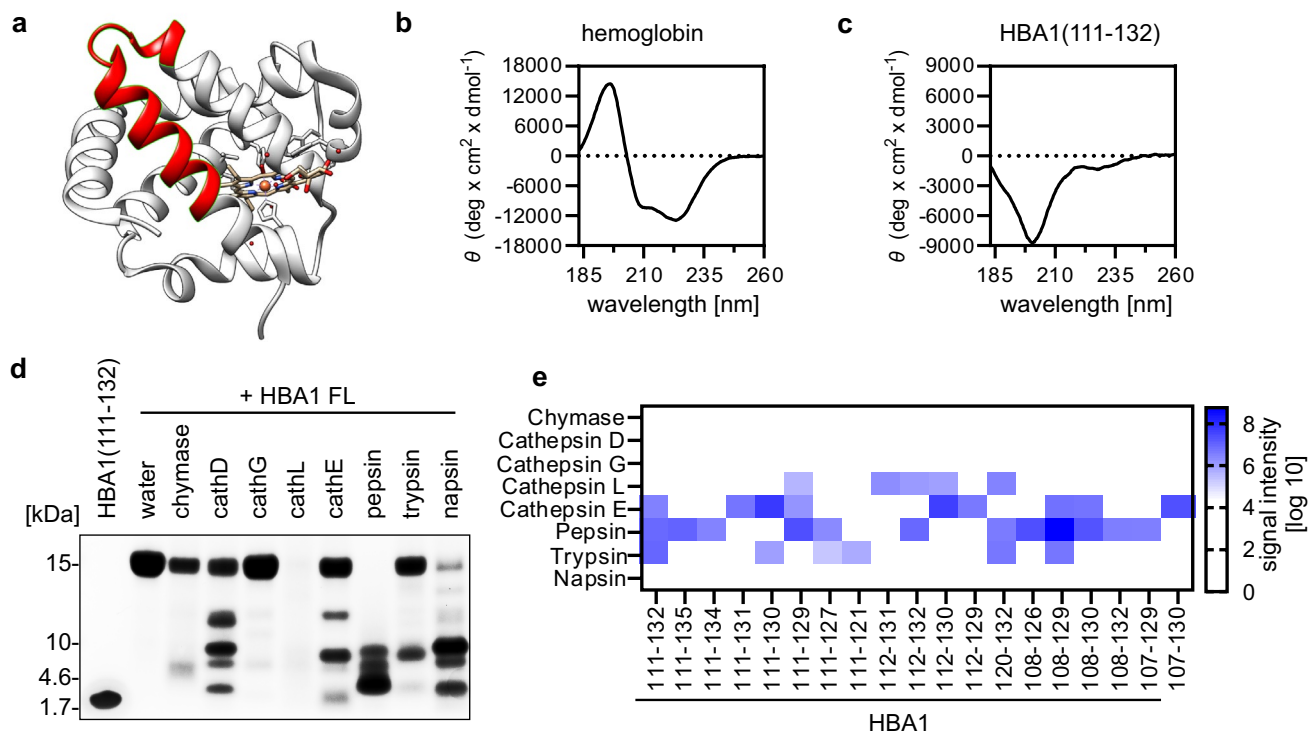 a
b
hemoglobin
18000
12000
6000
0
-6000
-12000
-18000
θ (deg x cm² x dmol⁻¹)
185 210 235 260
wavelength [nm]
c
HBA1(111-132)
9000
6000
3000
0
-3000
-6000
-9000
θ (deg x cm² x dmol⁻¹)
185 210 235 260
wavelength [nm]
d
+ HBA1 FL
HBA1(111-132)
water
chymase
cathD
cathG
cathL
cathE
pepsin
trypsin
napsin
[kDa]
15-
10-
4.6-
1.7-
e
Chymase
Cathepsin D
Cathepsin G
Cathepsin L
Cathepsin E
Pepsin
Trypsin
Napsin
111-132
111-135
111-134
111-131
111-130
111-129
111-127
111-121
112-131
112-132
112-130
112-129
120-132
108-126
108-129
108-130
108-132
107-129
107-130
HBA1
8
6
4
2
0
signal intensity
[log 10]